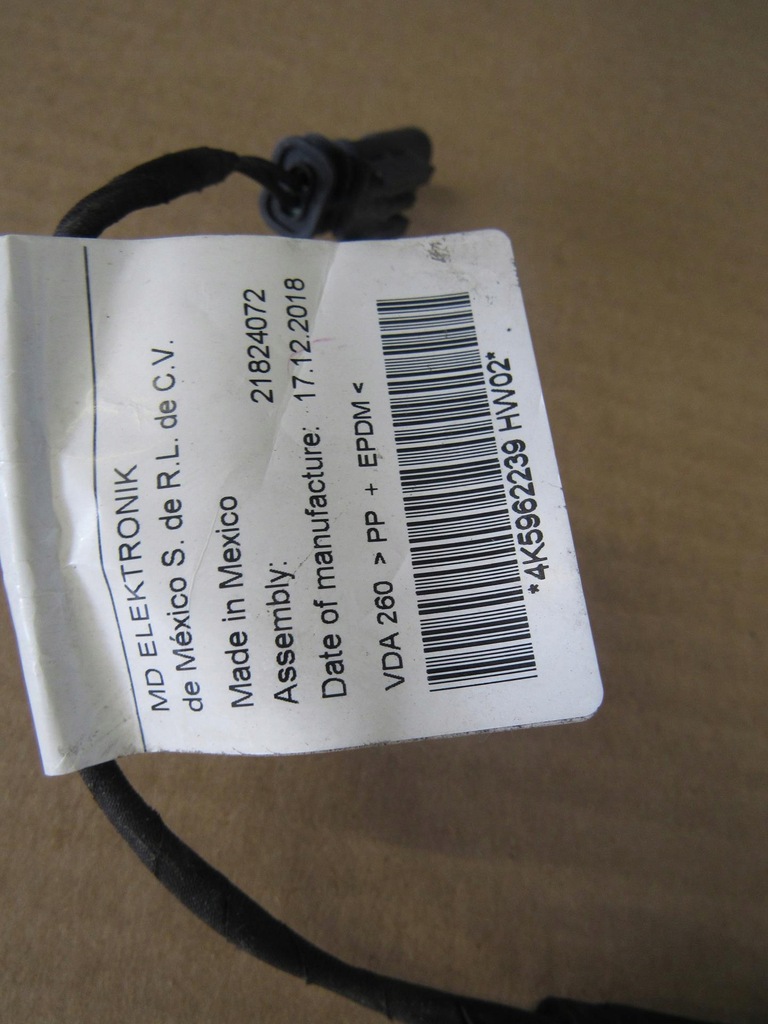 MD ELEKTRONIK
de México S. de R.L. de C.V.
Made in Mexico
Assembly: 21824072
Date of manufacture: 17.12.2018
VDA 260 > PP + EPDM <
*4K5962239 HW02*